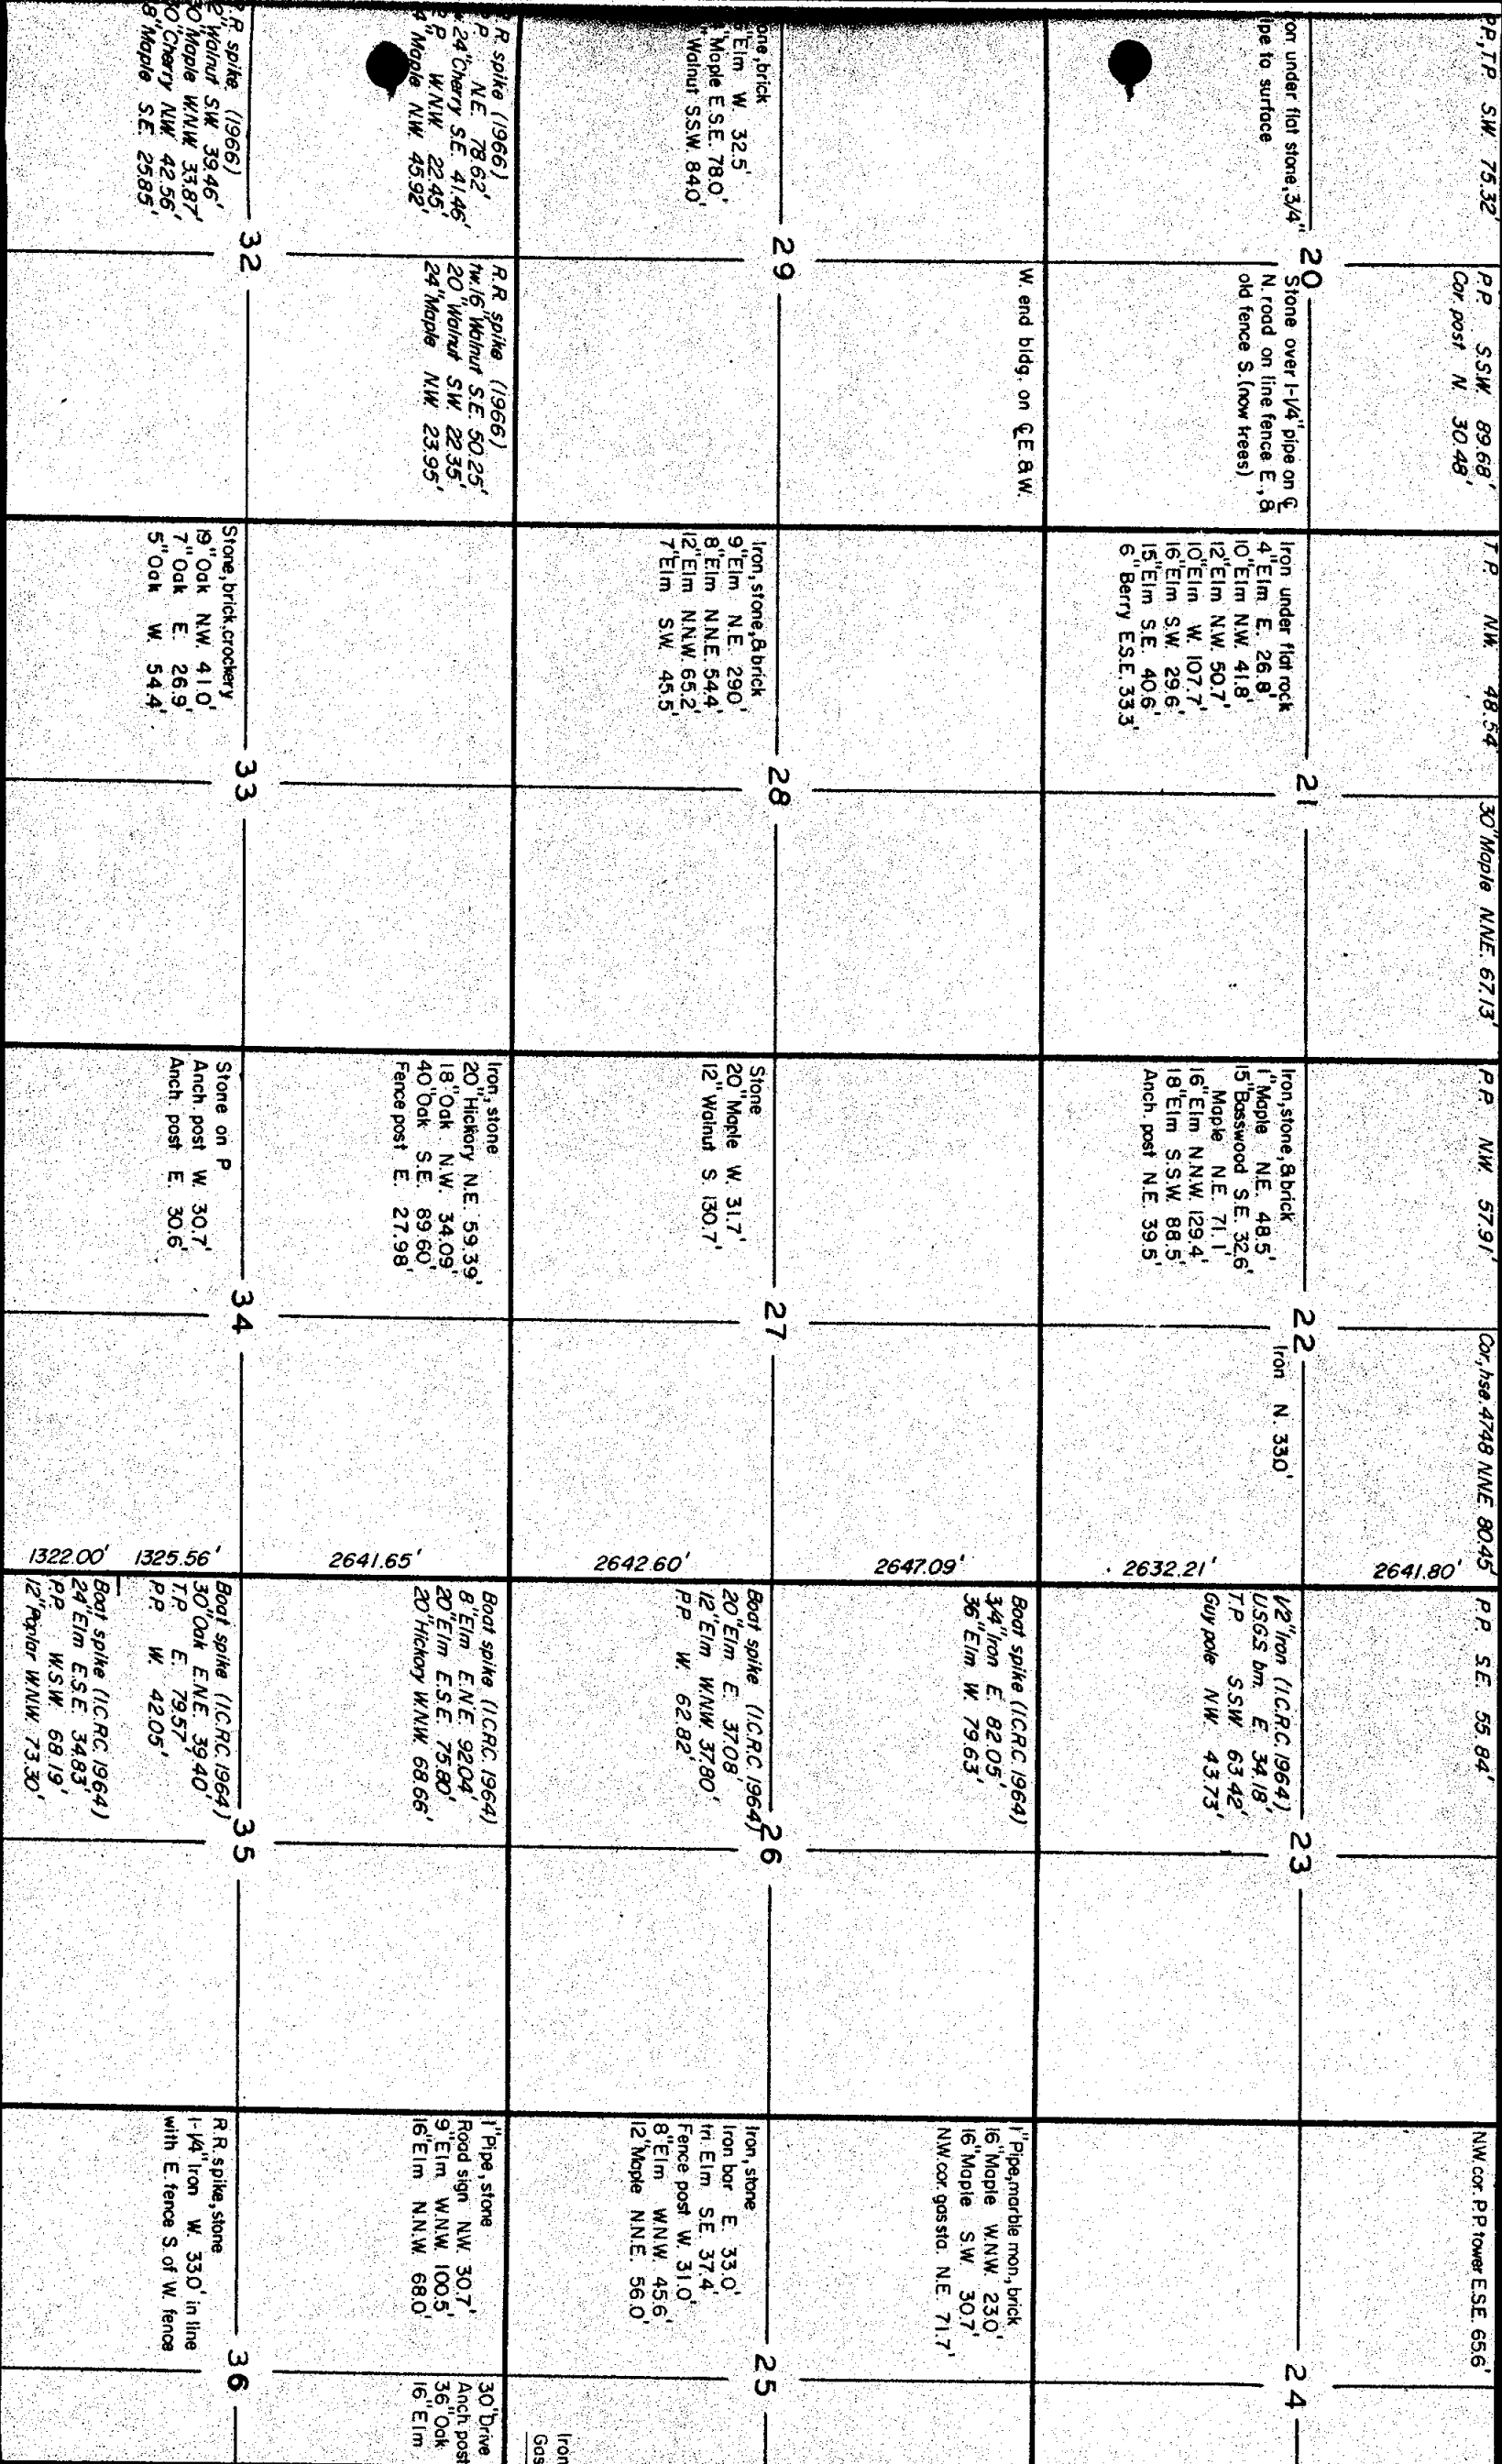 P.P., T.P. S.W. 75.32'
P.P. S.S.W. 89.68'
Cor. post N. 30.48'
T.P. N.W. 48.54'
30" Maple N.N.E. 67.13'
P.P. N.W. 57.91'
Cor. hse. 4748 NNE 80.45'
2641.80'
P.P. S.E. 55.84'
NW. cor. P.P. tower E.S.E. 65.6'
on under flat stone, 3/4"
ipe to surface
20
Stone over 1-1/4" pipe on ℄
N. road on line fence E., &
old fence S. (now trees)
Iron under flat rock
4" Elm E. 26.8'
10" Elm N.W. 41.8'
12" Elm N.W. 50.7'
10" Elm W. 107.7'
16" Elm S.W. 29.6'
15" Elm S.E. 40.6'
6" Berry E.S.E. 33.3'
21
Iron, stone, & brick
1" Maple N.E. 48.5'
15" Basswood S.E. 32.6'
Maple N.E. 71.1'
16" Elm N.N.W. 129.4'
18" Elm S.S.W. 88.5'
Anch. post N.E. 39.5'
22
Iron N. 33.0'
2632.21'
1/2" Iron (I.C.R.C. 1964)
USGS bm. E. 34.18'
T.P. S.S.W. 63.42'
Guy pole N.W. 43.73'
23
24
W. end bldg. on ℄ E. & W.
2647.09'
Boat spike (I.C.R.C. 1964)
3/4" Iron E. 82.05'
36" Elm W. 79.63'
1" Pipe, marble mon., brick
16" Maple W.N.W. 23.0'
16" Maple S.W. 30.7'
N.W. cor. gas sta. N.E. 71.7'
one, brick
Elm W. 32.5'
Maple E.S.E. 78.0'
Walnut S.S.W. 84.0'
29
Iron, stone, & brick
9" Elm N.E. 29.0'
8" Elm N.N.E. 54.4'
12" Elm N.N.W. 65.2'
7" Elm S.W. 45.5'
28
Stone
20" Maple W. 31.7'
12" Walnut S. 130.7'
27
2642.60'
Boat spike (I.C.R.C. 1964)
20" Elm E. 37.08'
12" Elm W.N.W. 37.80'
P.P. W. 62.82'
26
Iron, stone
Iron bar E. 33.0'
tri Elm S.E. 37.4'
Fence post W. 31.0'
8" Elm W.N.W. 45.6'
12" Maple N.N.E. 56.0'
25
Iron
Gas
R spike (1966)
P. N.E. 78.62'
24" Cherry S.E. 41.46'
P. W.N.W. 22.45'
4" Maple N.W. 45.92'
R.R. spike (1966)
tw. 16" Walnut S.E. 50.25'
20" Walnut S.W. 22.35'
24" Maple N.W. 23.95'
Iron, stone
20" Hickory N.E. 59.39'
18" Oak N.W. 34.09'
40" Oak S.E. 89.60'
Fence post E. 27.98'
2641.65'
Boat spike (I.C.R.C. 1964)
8" Elm E.N.E. 92.04'
20" Elm E.S.E. 75.80'
20" Hickory W.N.W. 68.66'
1" Pipe, stone
Road sign NW. 30.7'
9" Elm W.N.W. 100.5'
16" Elm N.N.W. 68.0'
30" Drive
Anch post
36" Oak
16" Elm
R spike (1966)
2" Walnut S.W. 39.46'
30" Maple W.N.W. 33.87'
30" Cherry N.W. 42.56'
8" Maple S.E. 25.85'
32
Stone, brick, crockery
19" Oak N.W. 41.0'
7" Oak E. 26.9'
5" Oak W. 54.4'
33
Stone on P
Anch. post W. 30.7'
Anch. post E. 30.6'
34
1325.56'
Boat spike (I.C.R.C. 1964)
30" Oak E.N.E. 39.40'
T.P. E. 79.57'
P.P. W. 42.05'
35
R.R. spike, stone
1-1/4" Iron W. 33.0' in line
with E. fence S. of W. fence
36
1322.00'
Boat spike (I.C.R.C. 1964)
24" Elm E.S.E. 34.83'
P.P. W.S.W. 68.19'
12" Poplar W.N.W. 73.30'